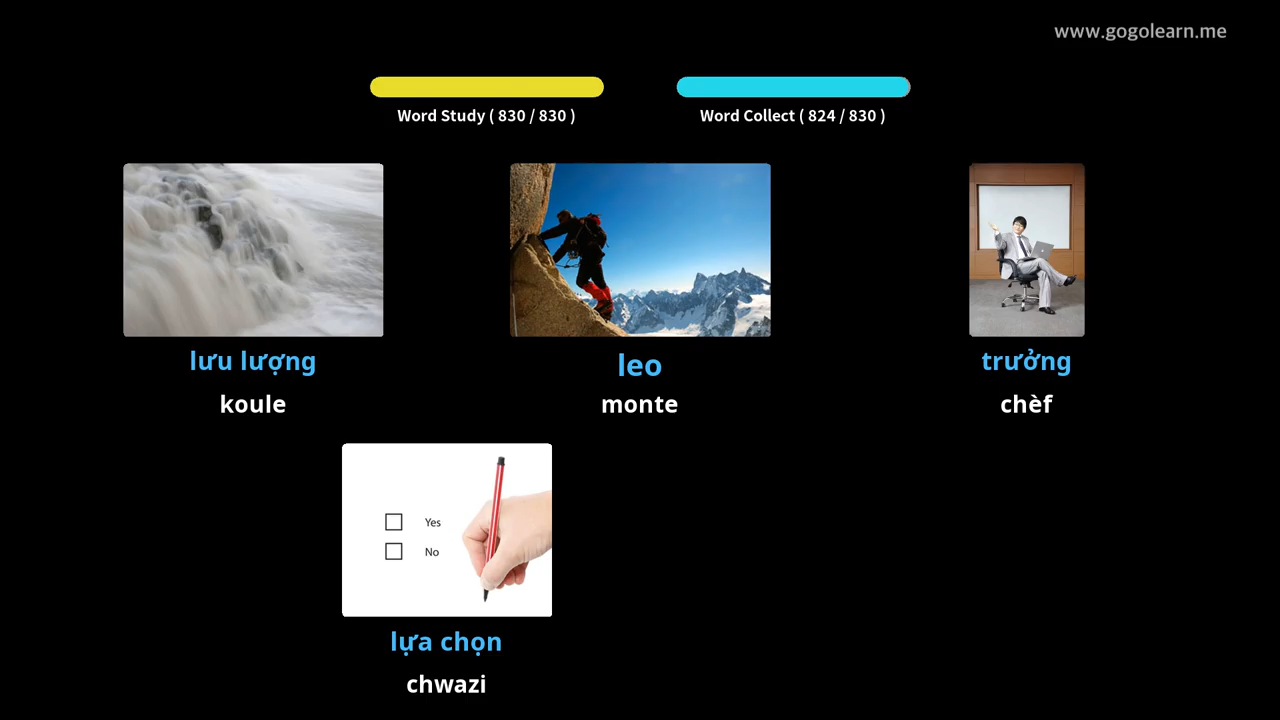 www.gogolearn.me
Word Study ( 830 / 830 )
Word Collect ( 824 / 830 )
lưu lượng
koule
leo
monte
trưởng
chèf
Yes
No
lựa chọn
chwazi